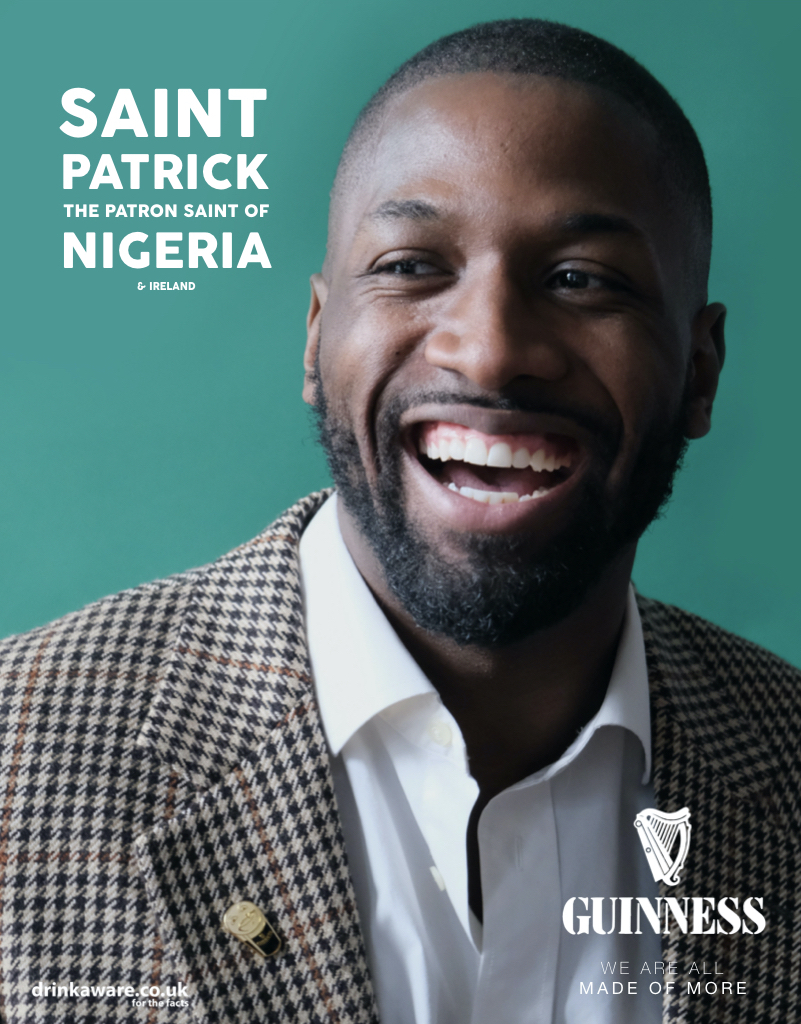 SAINT
PATRICK
THE PATRON SAINT OF
NIGERIA
& IRELAND
GUINNESS
WE ARE ALL
MADE OF MORE
drinkaware.co.uk
for the facts